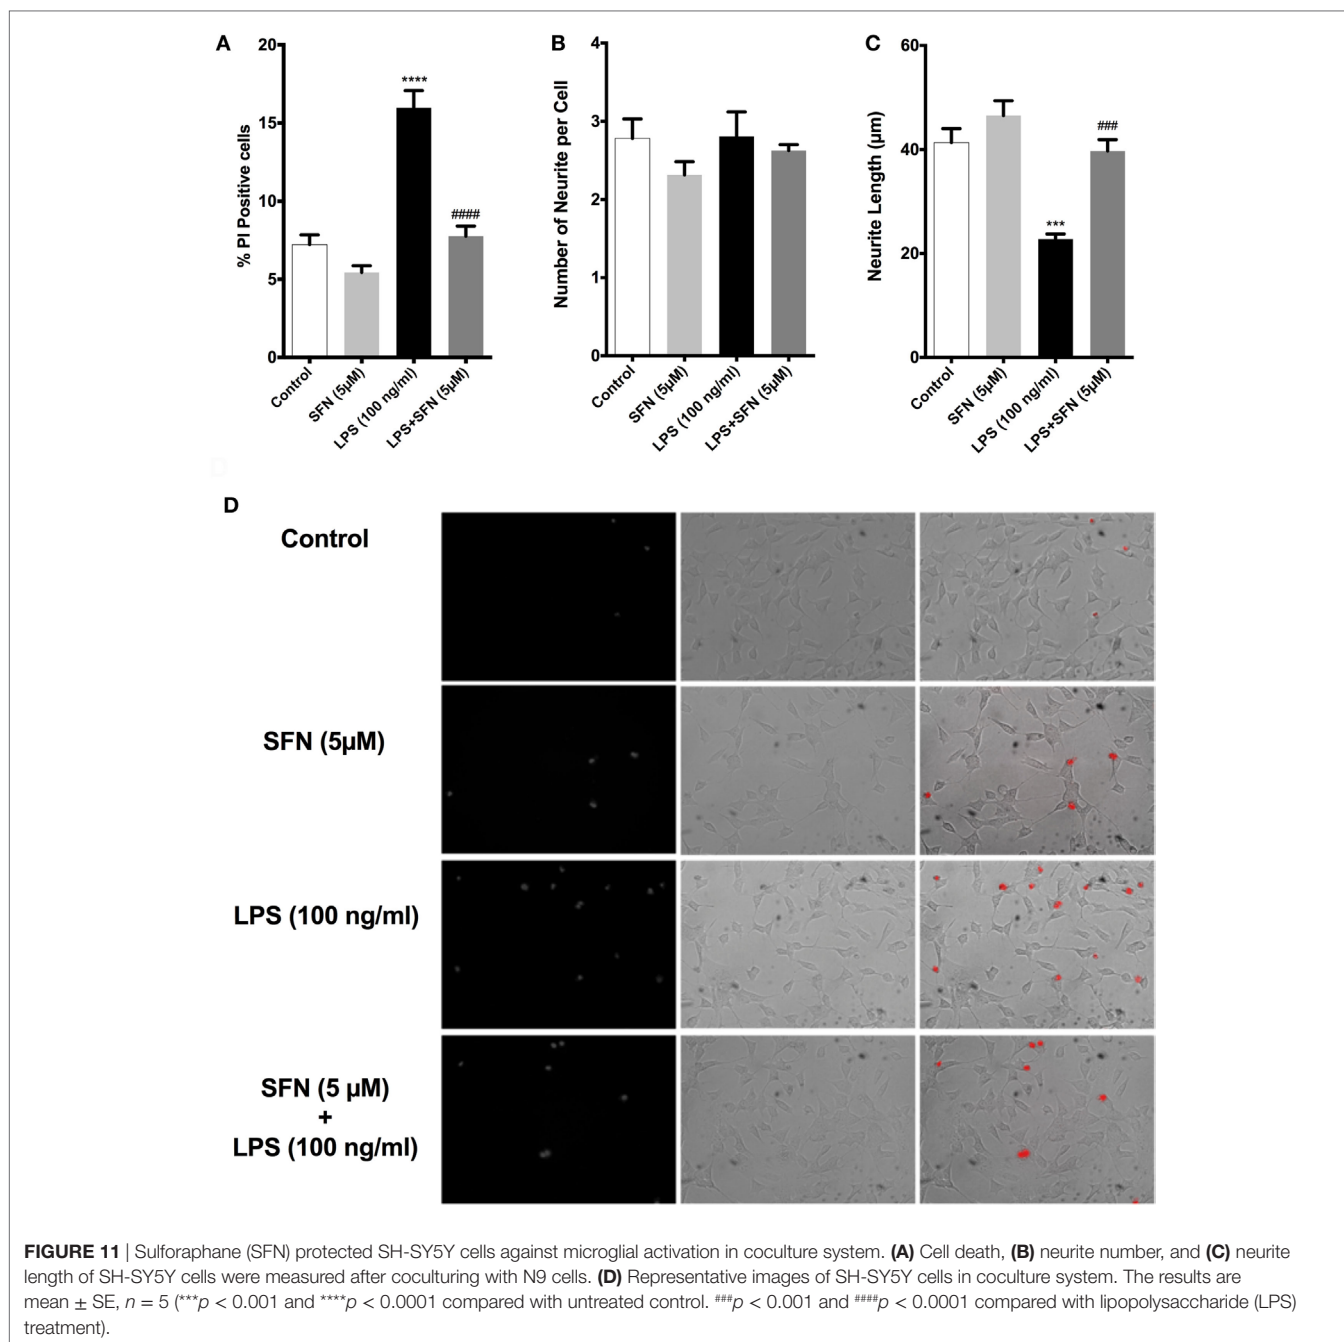 A
20
15
10
5
0
% PI Positive cells
****
####
Control
SFN (5µM)
LPS (100 ng/ml)
LPS+SFN (5µM)
B
4
3
2
1
0
Number of Neurite per Cell
Control
SFN (5µM)
LPS (100 ng/ml)
LPS+SFN (5µM)
C
60
40
20
0
Neurite Length (µm)
***
###
Control
SFN (5µM)
LPS (100 ng/ml)
LPS+SFN (5µM)
D
D
Control
SFN (5µM)
LPS (100 ng/ml)
SFN (5 µM)
+
LPS (100 ng/ml)
FIGURE 11 | Sulforaphane (SFN) protected SH-SY5Y cells against microglial activation in coculture system. (A) Cell death, (B) neurite number, and (C) neurite
length of SH-SY5Y cells were measured after coculturing with N9 cells. (D) Representative images of SH-SY5Y cells in coculture system. The results are
mean ± SE, n = 5 (***p < 0.001 and ****p < 0.0001 compared with untreated control. ###p < 0.001 and ####p < 0.0001 compared with lipopolysaccharide (LPS)
treatment).